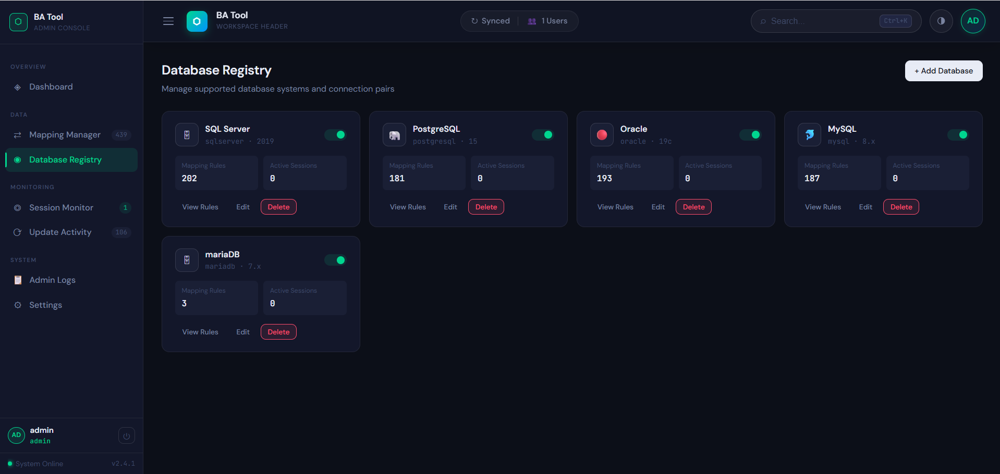 BA Tool
ADMIN CONSOLE
OVERVIEW
Dashboard
DATA
Mapping Manager 439
Database Registry
MONITORING
Session Monitor 1
Update Activity 106
SYSTEM
Admin Logs
Settings
AD
admin
admin
System Online v2.4.1
BA Tool
WORKSPACE HEADER
Synced 1 Users
Search... Ctrl+K
AD
Database Registry
Manage supported database systems and connection pairs
+ Add Database
SQL Server
sqlserver · 2019
Mapping Rules Active Sessions
202 0
View Rules Edit Delete
PostgreSQL
postgresql · 15
Mapping Rules Active Sessions
181 0
View Rules Edit Delete
Oracle
oracle · 19c
Mapping Rules Active Sessions
193 0
View Rules Edit Delete
MySQL
mysql · 8.x
Mapping Rules Active Sessions
187 0
View Rules Edit Delete
mariaDB
mariadb · 7.x
Mapping Rules Active Sessions
3 0
View Rules Edit Delete